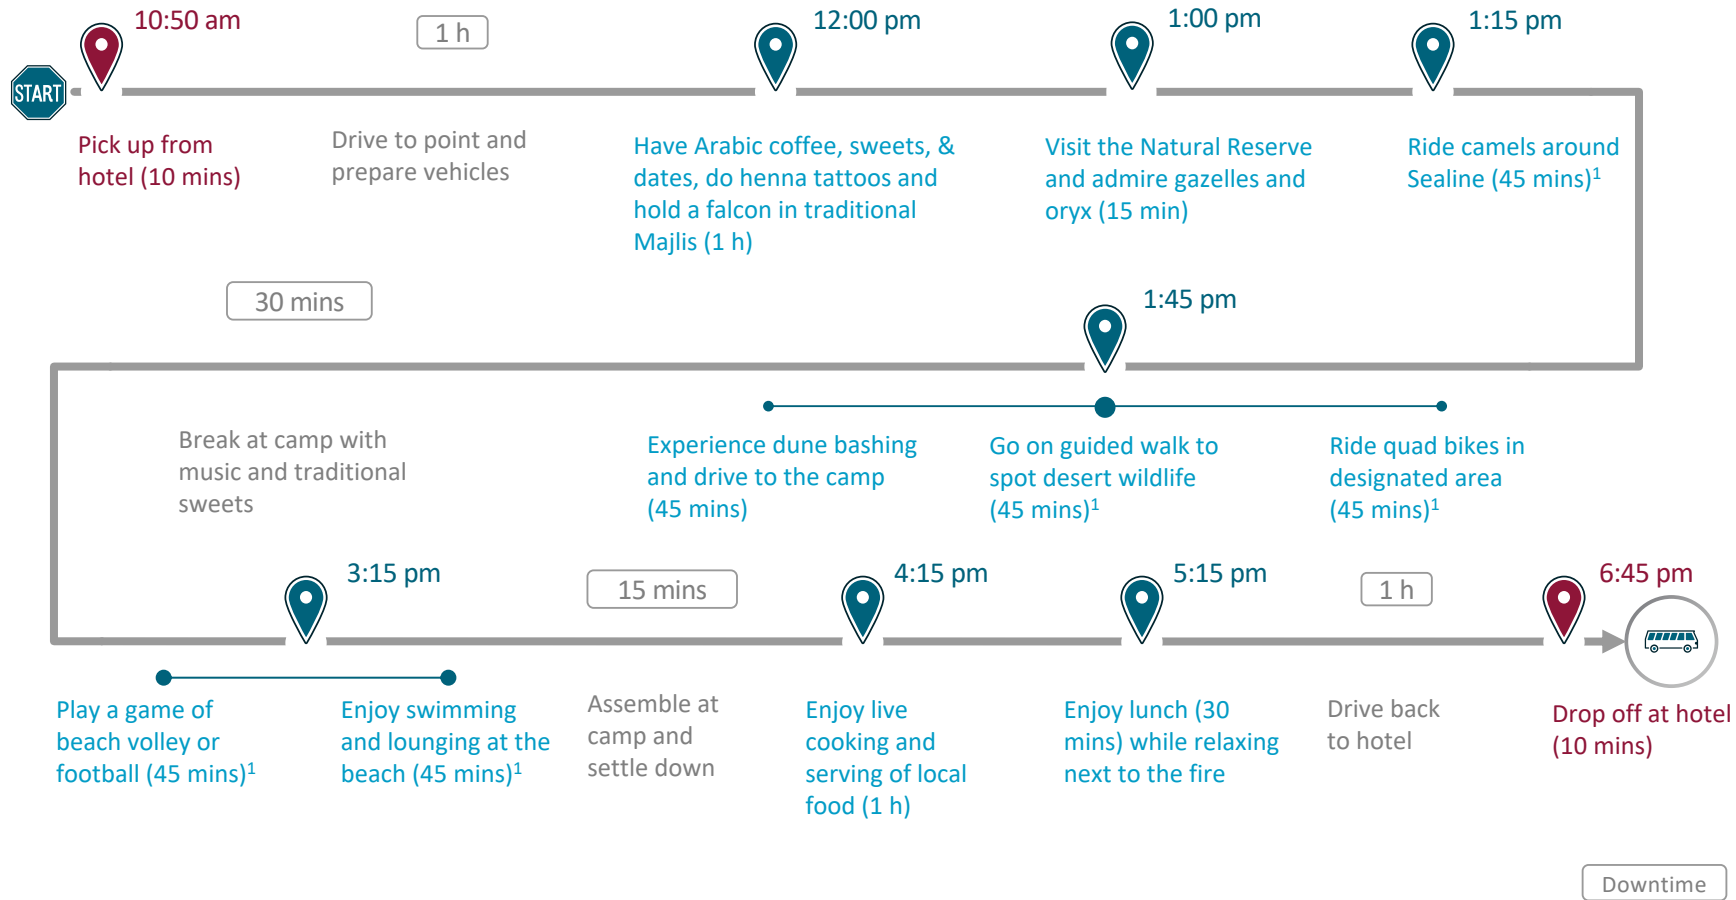 10:50 am
1 h
12:00 pm
1:00 pm
1:15 pm
START
Pick up from
hotel (10 mins)
Drive to point and
prepare vehicles
Have Arabic coffee, sweets, &
dates, do henna tattoos and
hold a falcon in traditional
Majlis (1 h)
Visit the Natural Reserve
and admire gazelles and
oryx (15 min)
Ride camels around
Sealine (45 mins)¹
30 mins
1:45 pm
Break at camp with
music and traditional
sweets
Experience dune bashing
and drive to the camp
(45 mins)
Go on guided walk to
spot desert wildlife
(45 mins)¹
Ride quad bikes in
designated area
(45 mins)¹
3:15 pm
15 mins
4:15 pm
5:15 pm
1 h
6:45 pm
Play a game of
beach volley or
football (45 mins)¹
Enjoy swimming
and lounging at the
beach (45 mins)¹
Assemble at
camp and
settle down
Enjoy live
cooking and
serving of local
food (1 h)
Enjoy lunch (30
mins) while relaxing
next to the fire
Drive back
to hotel
Drop off at hotel
(10 mins)
Downtime